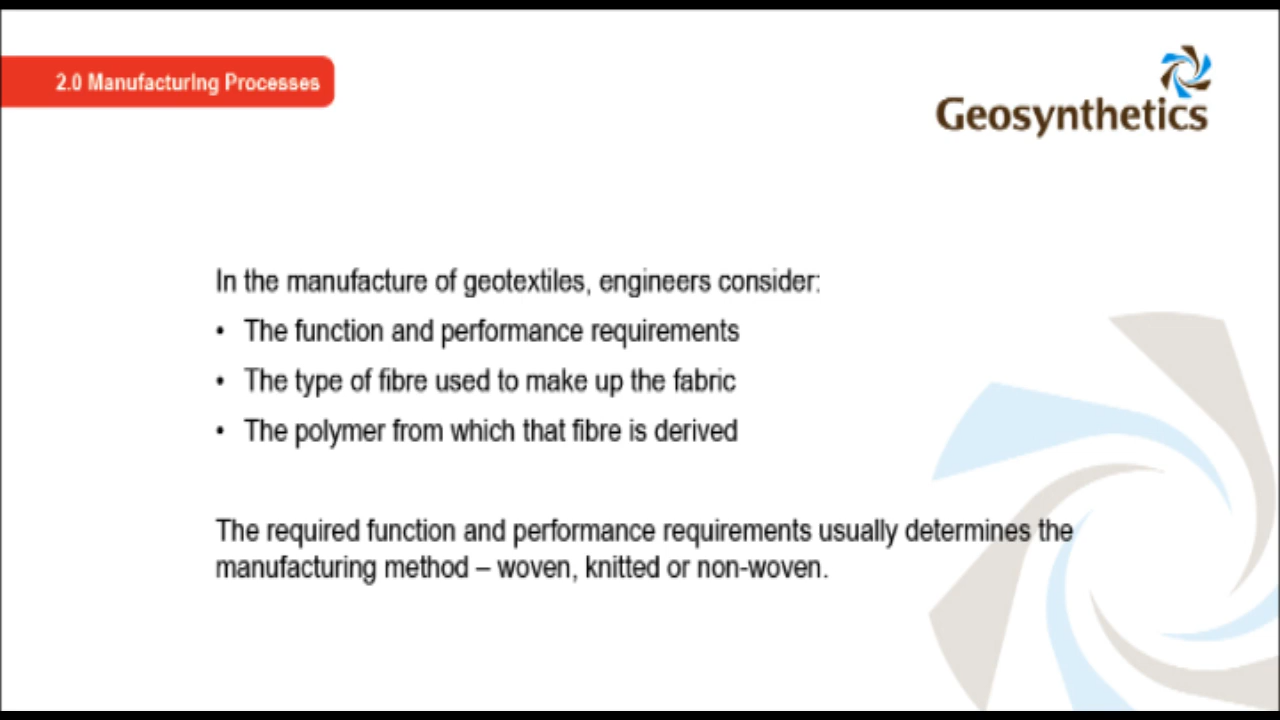 2.0 Manufacturing Processes
Geosynthetics
In the manufacture of geotextiles, engineers consider:
• The function and performance requirements
• The type of fibre used to make up the fabric
• The polymer from which that fibre is derived
The required function and performance requirements usually determines the
manufacturing method – woven, knitted or non-woven.